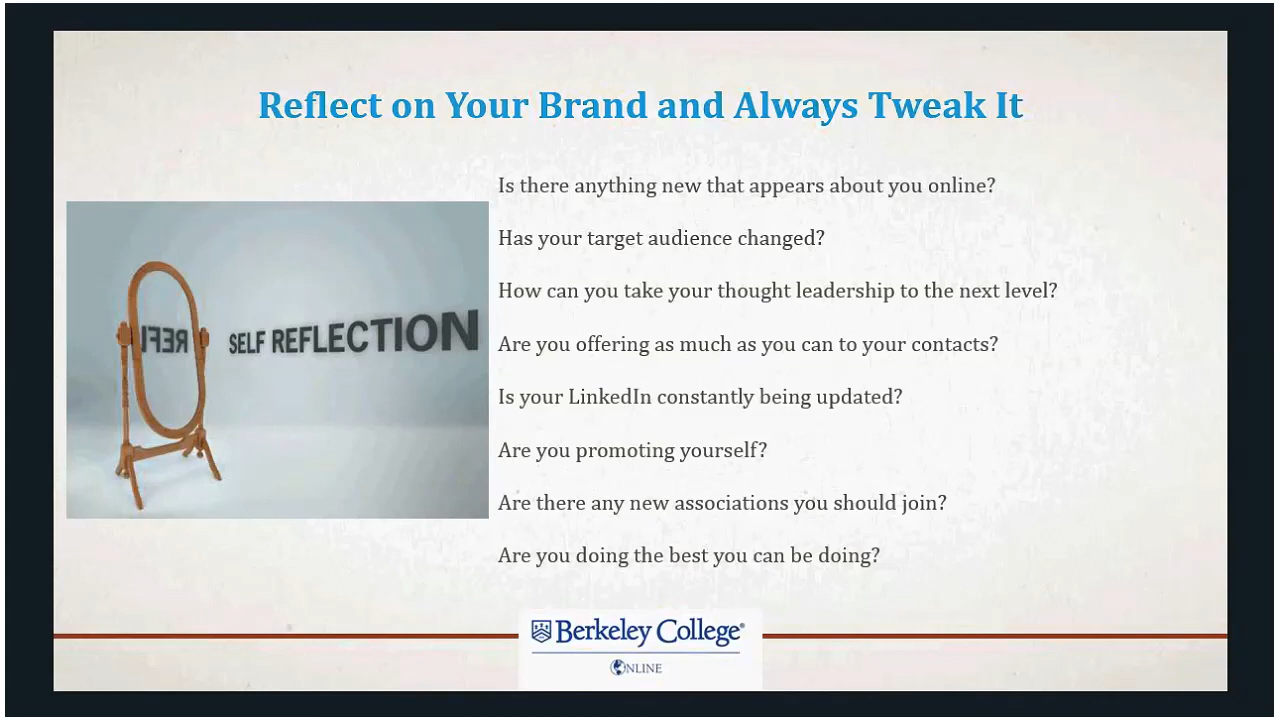 Reflect on Your Brand and Always Tweak It
Is there anything new that appears about you online?
Has your target audience changed?
How can you take your thought leadership to the next level?
Are you offering as much as you can to your contacts?
Is your LinkedIn constantly being updated?
Are you promoting yourself?
Are there any new associations you should join?
Are you doing the best you can be doing?
REFL
SELF REFLECTION
Berkeley College®
ONLINE